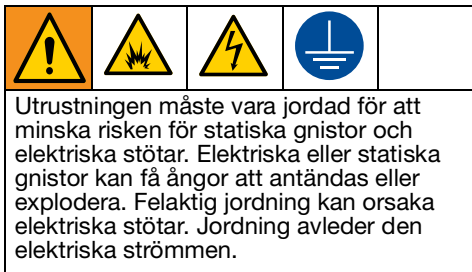 Utrustningen måste vara jordad för att
minska risken för statiska gnistor och
elektriska stötar. Elektriska eller statiska
gnistor kan få ångor att antändas eller
explodera. Felaktig jordning kan orsaka
elektriska stötar. Jordning avleder den
elektriska strömmen.